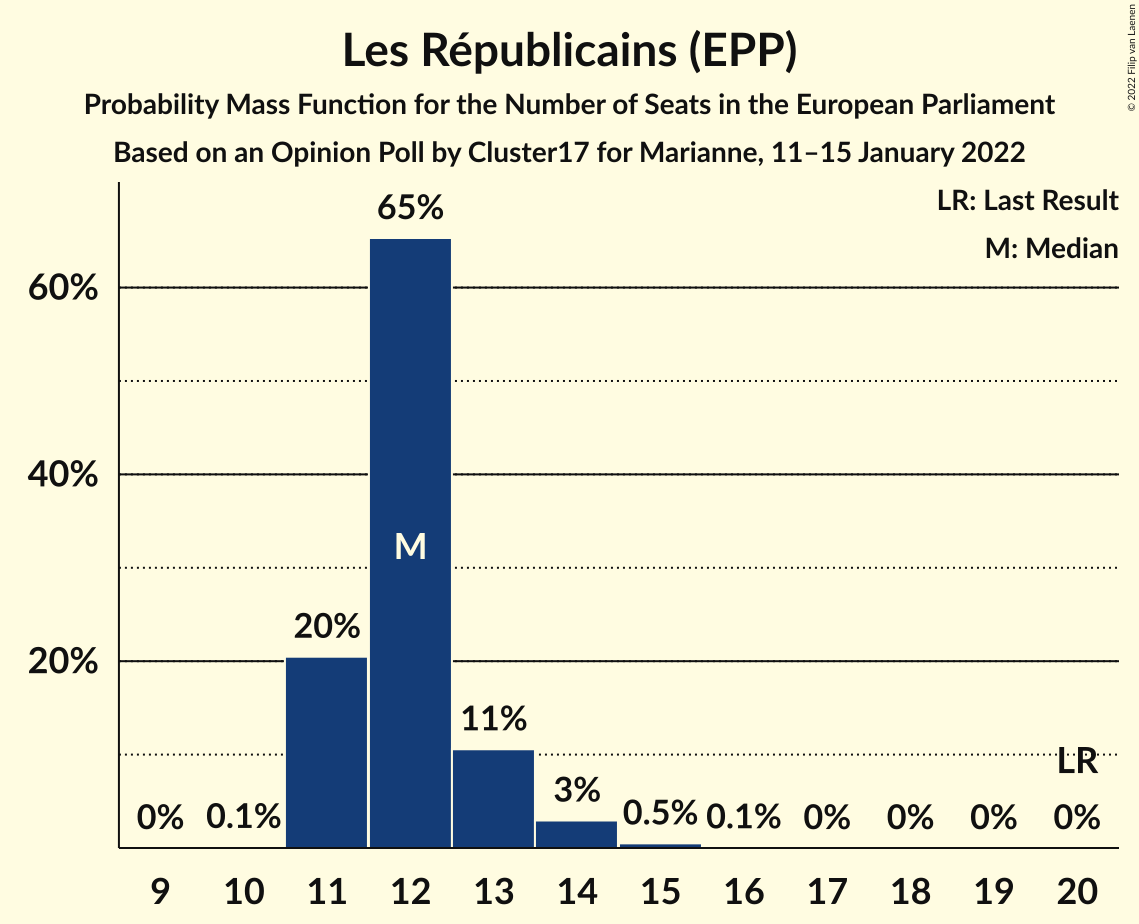 Les Républicains (EPP)
Probability Mass Function for the Number of Seats in the European Parliament
Based on an Opinion Poll by Cluster17 for Marianne, 11–15 January 2022
© 2022 Filip van Laenen
LR: Last Result
M: Median
65%
60%
40%
M
20%
20%
11%
LR
3%
0% 0.1% 0.5% 0.1% 0% 0% 0% 0%
9 10 11 12 13 14 15 16 17 18 19 20